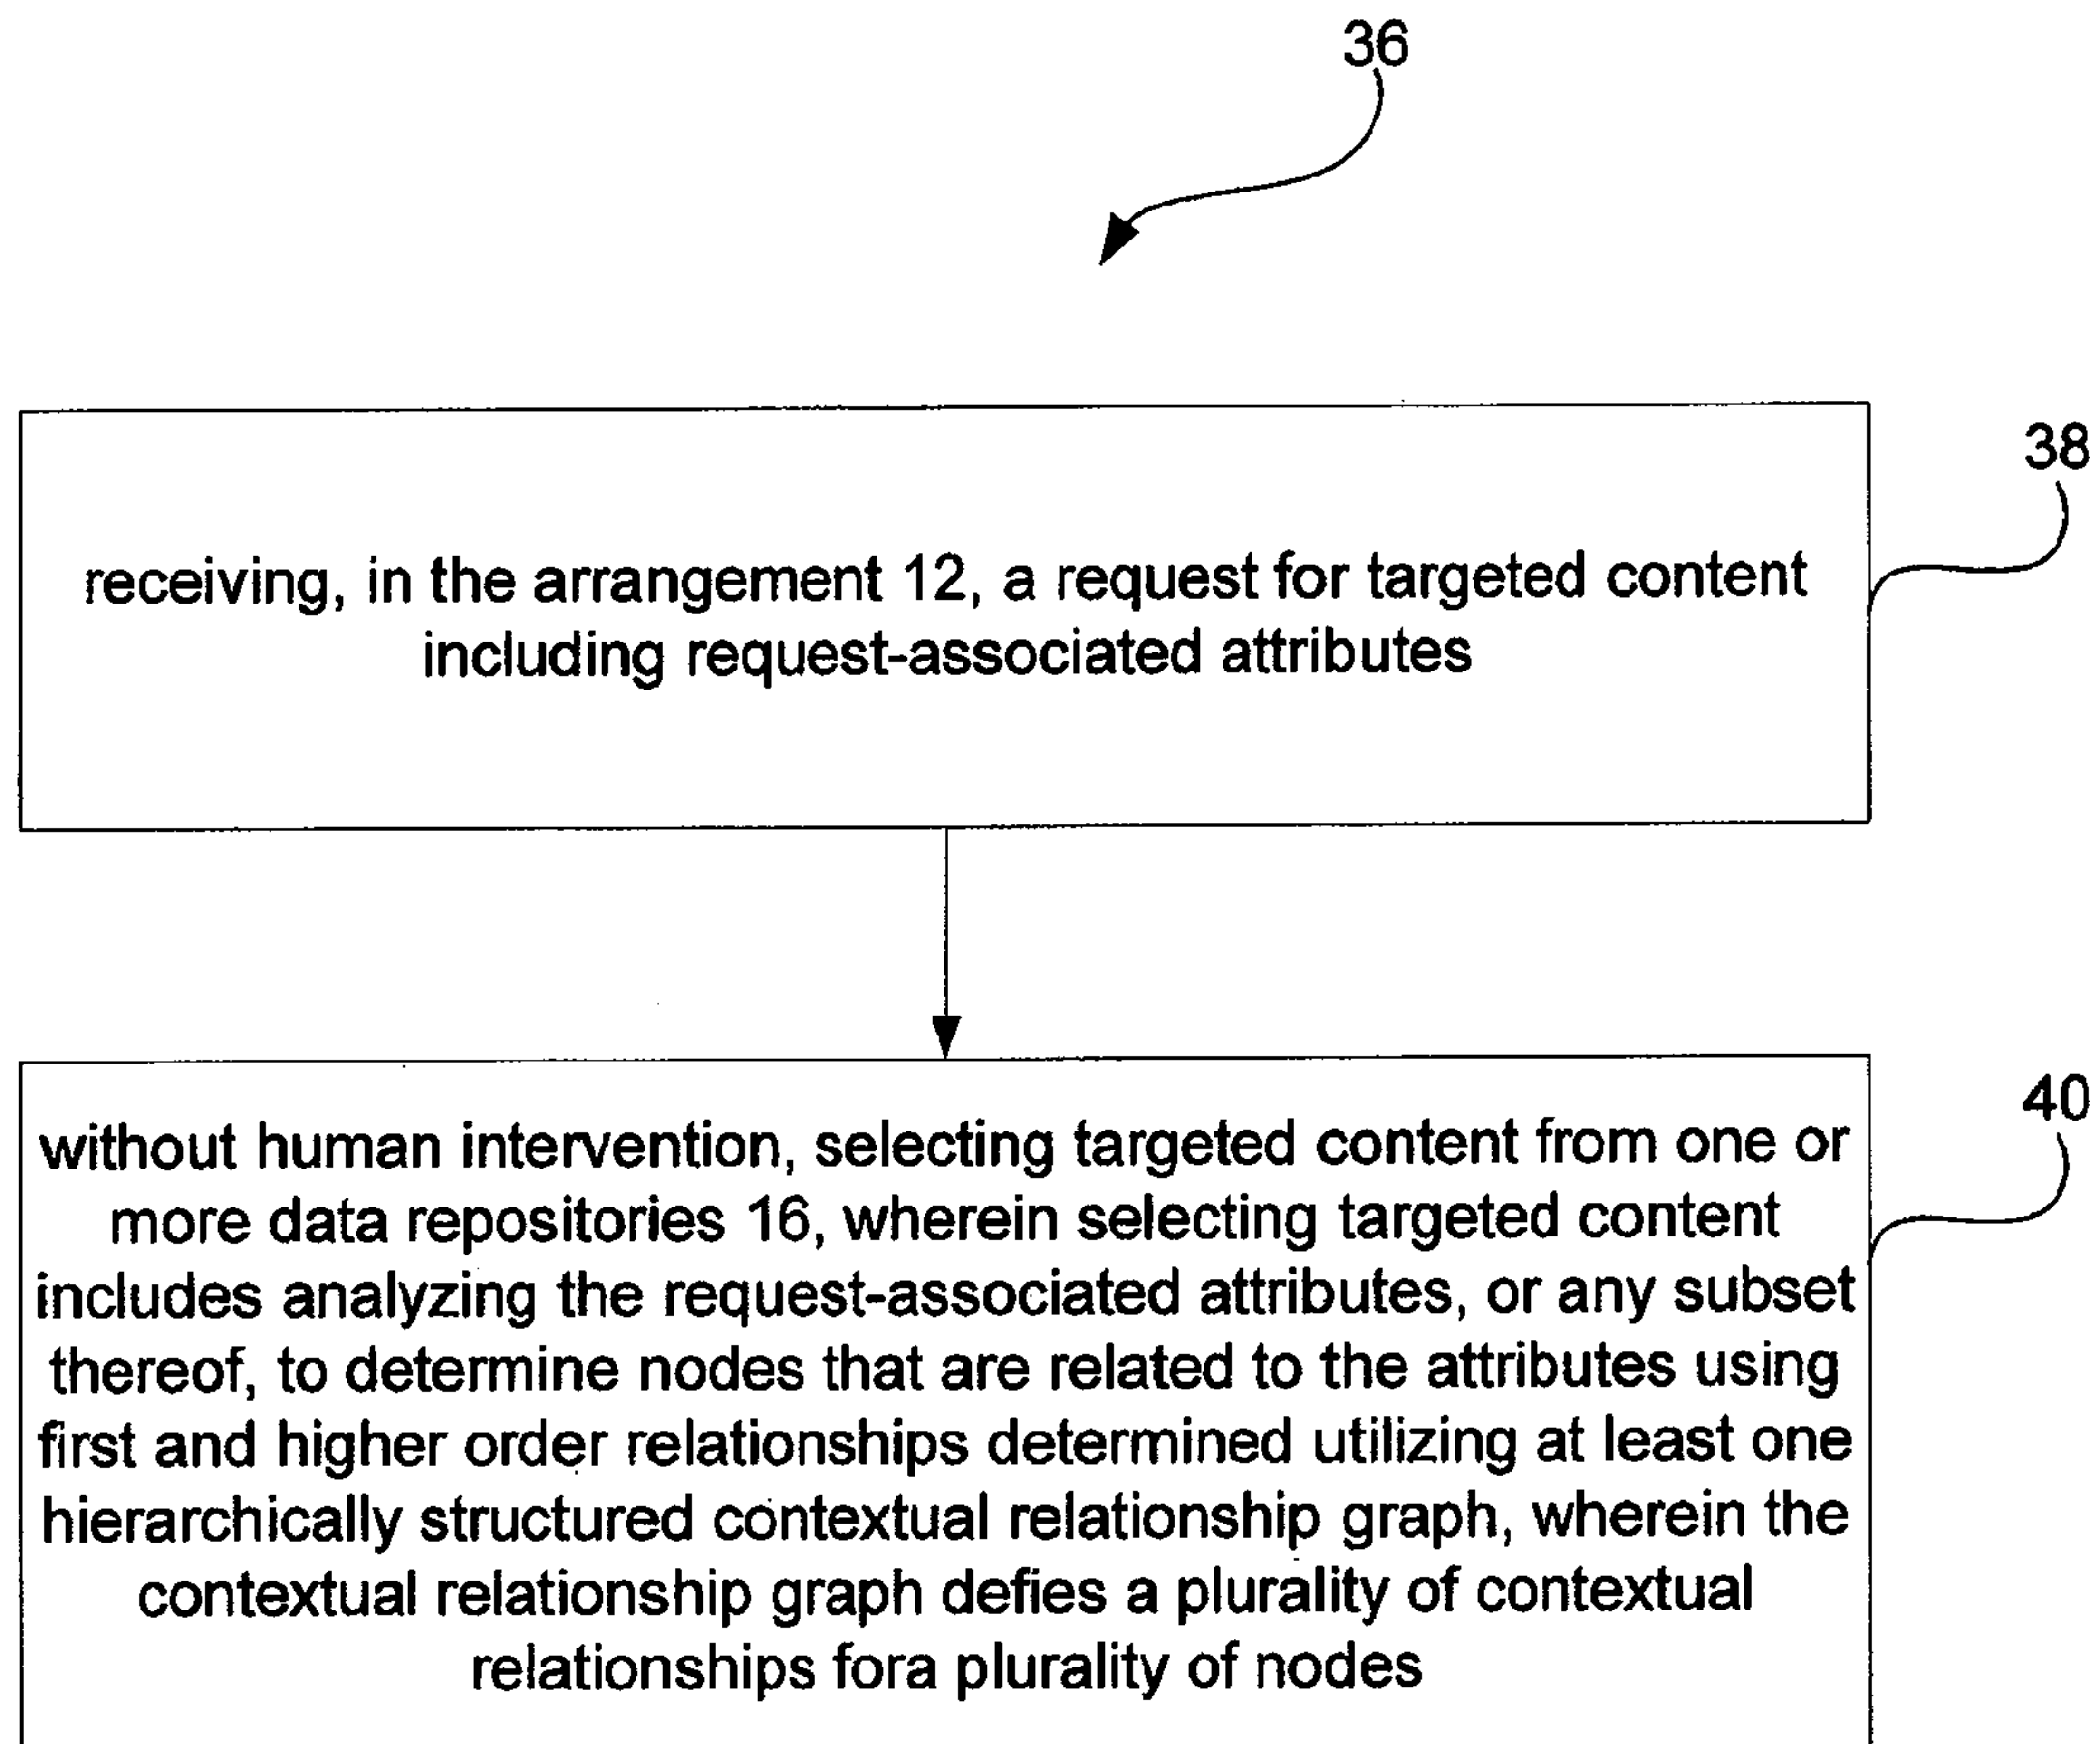 36
38
receiving, in the arrangement 12, a request for targeted content
including request-associated attributes
40
without human intervention, selecting targeted content from one or
more data repositories 16, wherein selecting targeted content
includes analyzing the request-associated attributes, or any subset
thereof, to determine nodes that are related to the attributes using
first and higher order relationships determined utilizing at least one
hierarchically structured contextual relationship graph, wherein the
contextual relationship graph defies a plurality of contextual
relationships fora plurality of nodes